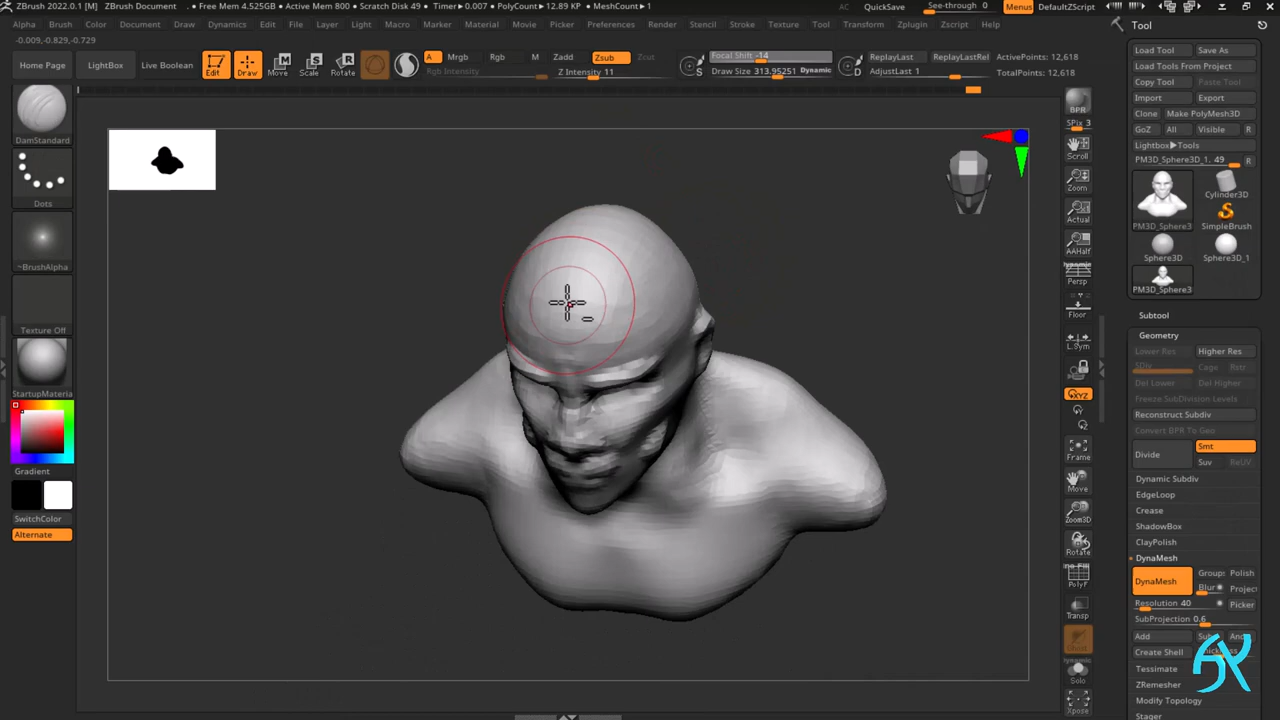 ZBrush 2022.0.1 [M] ZBrush Document • Free Mem 4.525GB • Active Mem 800 • Scratch Disk 49 • Timer▶0.007 • PolyCount▶12.89 KP • MeshCount▶1 AC QuickSave See-through 0 Menus DefaultZScript
Alpha Brush Color Document Draw Dynamics Edit File Layer Light Macro Marker Material Movie Picker Preferences Render Stencil Stroke Texture Tool Transform Zplugin Zscript Help
-0.009,-0.829,-0.729
Home Page LightBox Live Boolean Edit Draw Move Scale Rotate A Mrgb Rgb M Zadd Zsub Zcut
Rgb Intensity Z Intensity 11
Focal Shift -14
Draw Size 313.95251 Dynamic
S D
ReplayLast ReplayLastRel
AdjustLast 1
ActivePoints: 12,618
TotalPoints: 12,618
DamStandard
Dots
~BrushAlpha
Texture Off
StartupMateria
Gradient
SwitchColor
Alternate
BPR
SPix 3
Scroll
Zoom
Actual
AAHalf
Dynamic
Persp
Floor
L.Sym
XYZ
Frame
Move
Zoom3D
Rotate
PolyF
Transp
Ghost
Dynamic
Solo
Xpose
Tool
Load Tool Save As
Load Tools From Project
Copy Tool Paste Tool
Import Export
Clone Make PolyMesh3D
GoZ All Visible R
Lightbox▶Tools
PM3D_Sphere3D_1. 49 R
PM3D_Sphere3 Cylinder3D
SimpleBrush
Sphere3D Sphere3D_1
PM3D_Sphere3
Subtool
Geometry
Lower Res Higher Res
SDiv Cage Rstr
Del Lower Del Higher
Freeze SubDivision Levels
Reconstruct Subdiv
Convert BPR To Geo
Divide Smt
Suv ReUV
Dynamic Subdiv
EdgeLoop
Crease
ShadowBox
ClayPolish
DynaMesh
DynaMesh Groups Polish
Blur Project
Resolution 40 Picker
SubProjection 0.6
Add Sub And
Create Shell Thickness
Tessimate
ZRemesher
Modify Topology
Stager